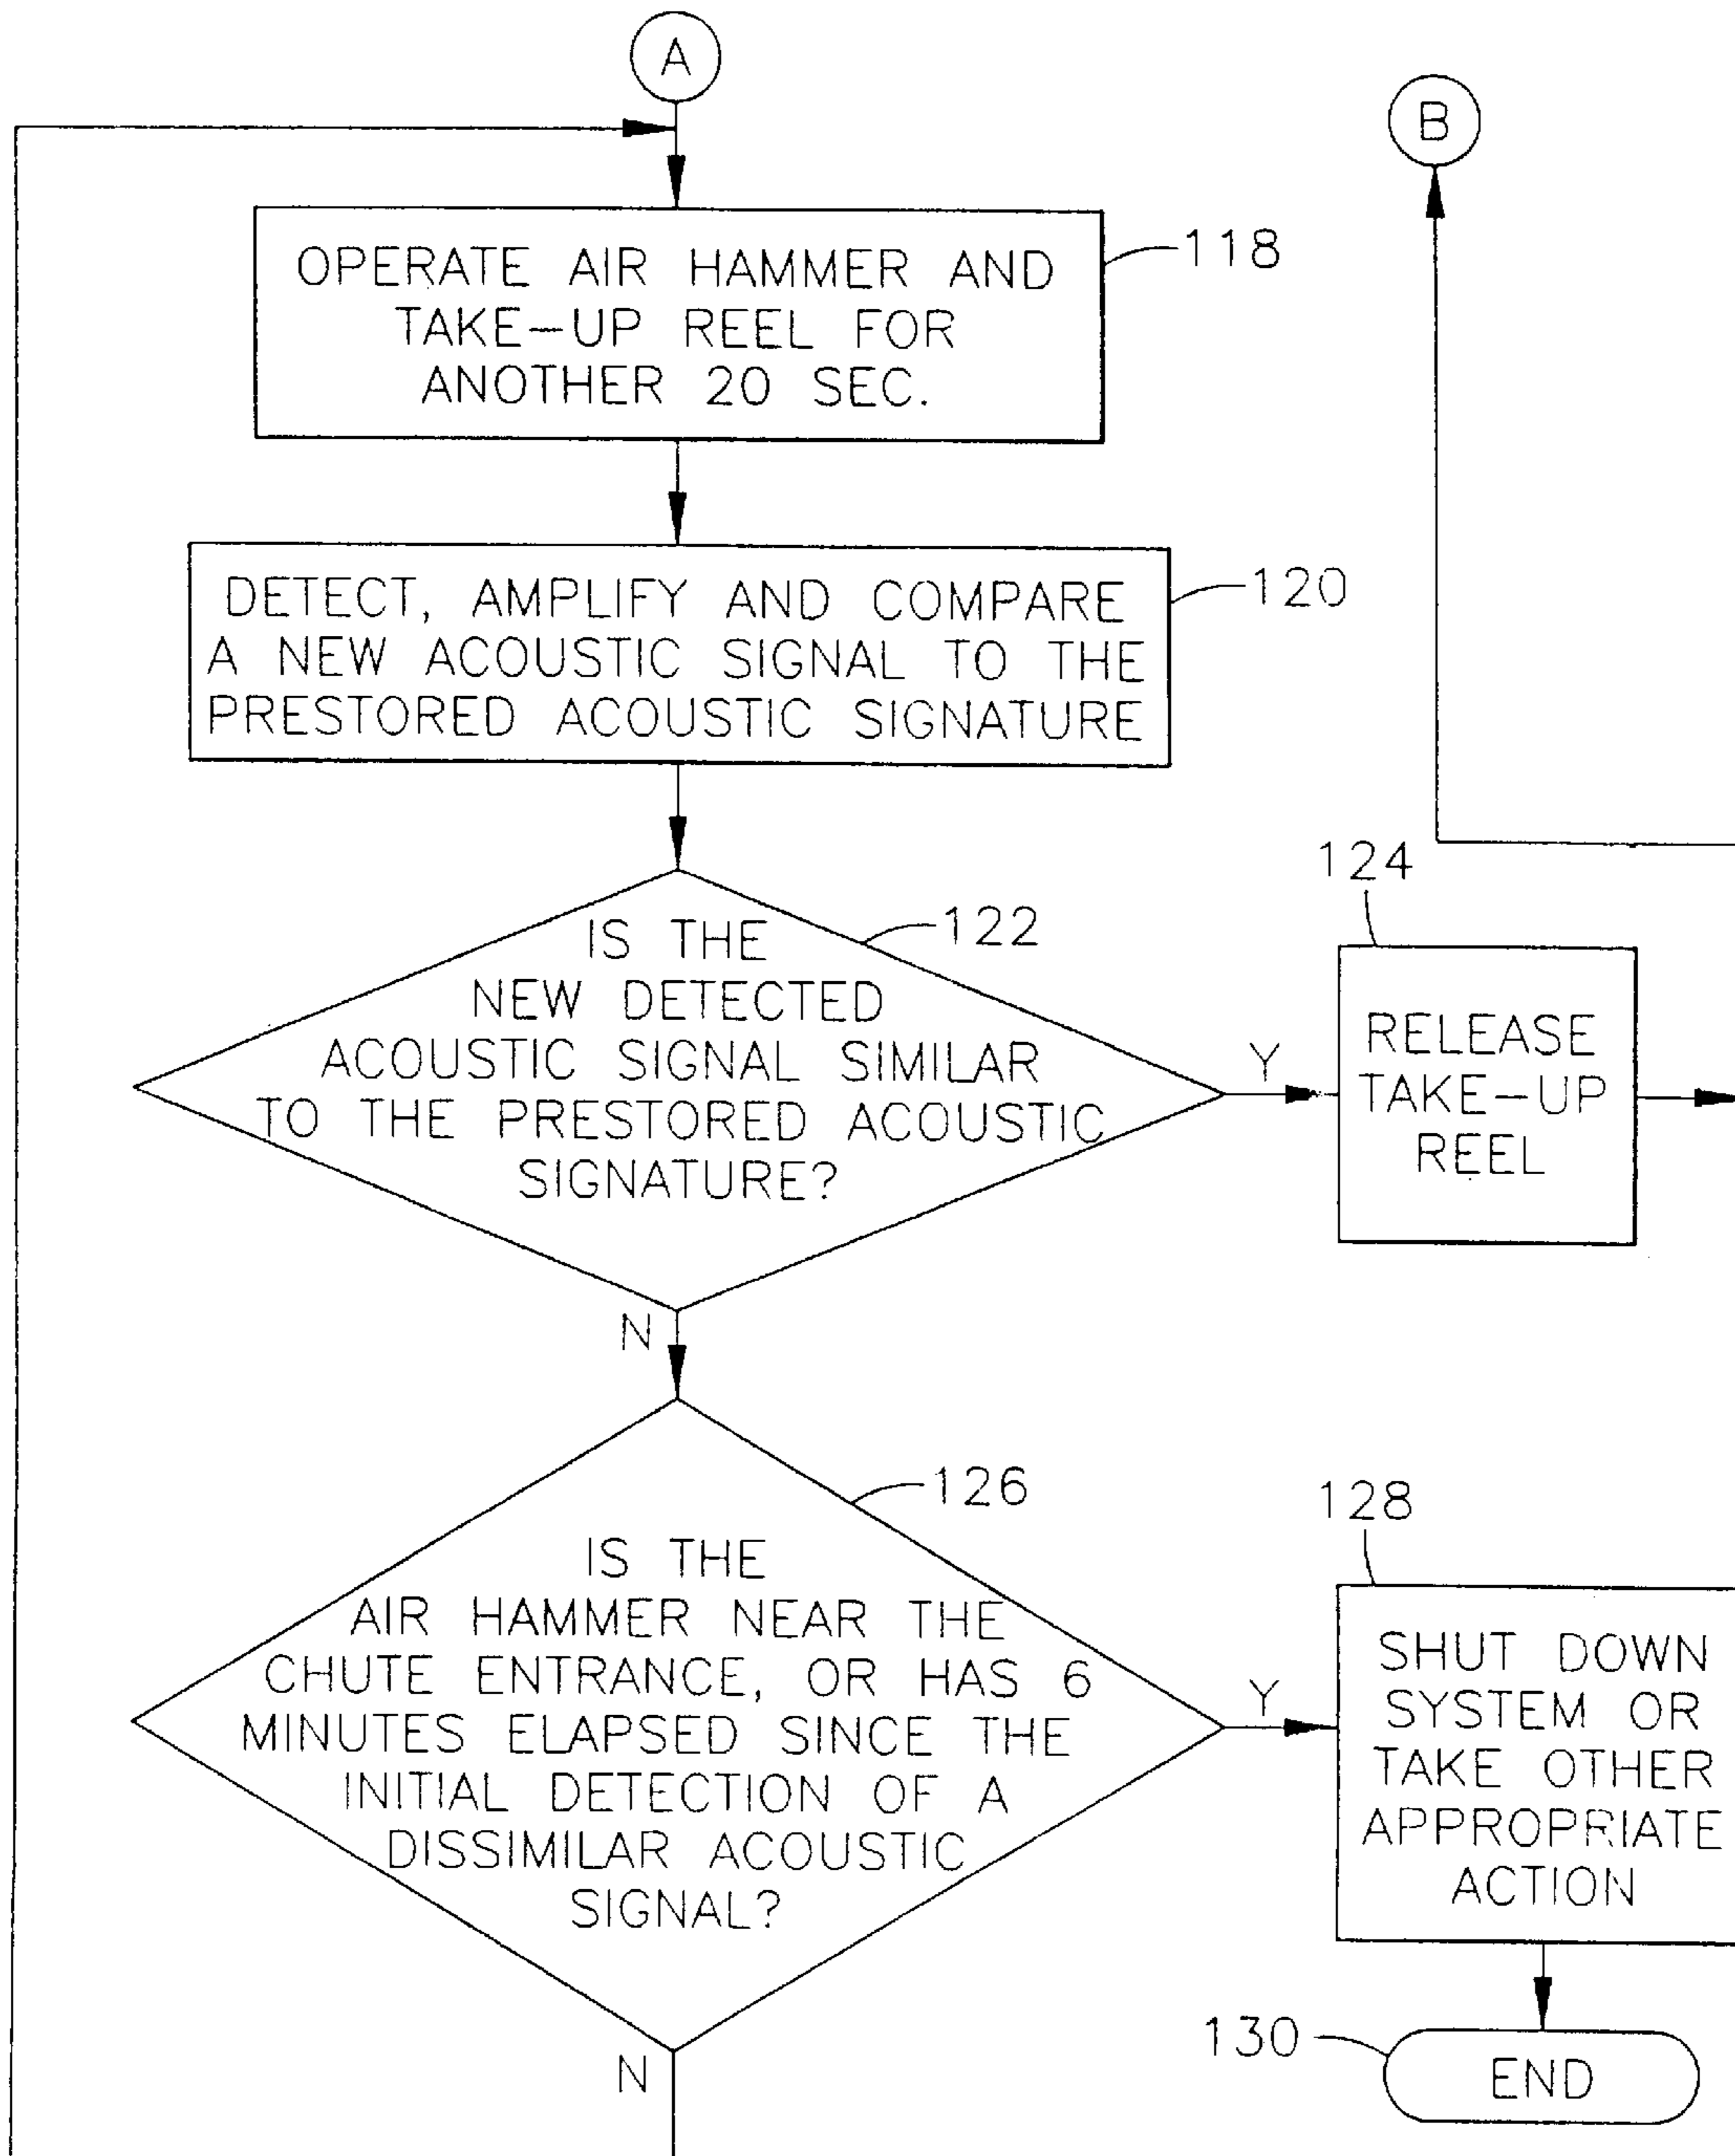 A
B
OPERATE AIR HAMMER AND
TAKE-UP REEL FOR
ANOTHER 20 SEC.
118
DETECT, AMPLIFY AND COMPARE
A NEW ACOUSTIC SIGNAL TO THE
PRESTORED ACOUSTIC SIGNATURE
120
IS THE
NEW DETECTED
ACOUSTIC SIGNAL SIMILAR
TO THE PRESTORED ACOUSTIC
SIGNATURE?
122
Y
N
124
RELEASE
TAKE-UP
REEL
IS THE
AIR HAMMER NEAR THE
CHUTE ENTRANCE, OR HAS 6
MINUTES ELAPSED SINCE THE
INITIAL DETECTION OF A
DISSIMILAR ACOUSTIC
SIGNAL?
126
Y
N
128
SHUT DOWN
SYSTEM OR
TAKE OTHER
APPROPRIATE
ACTION
130
END